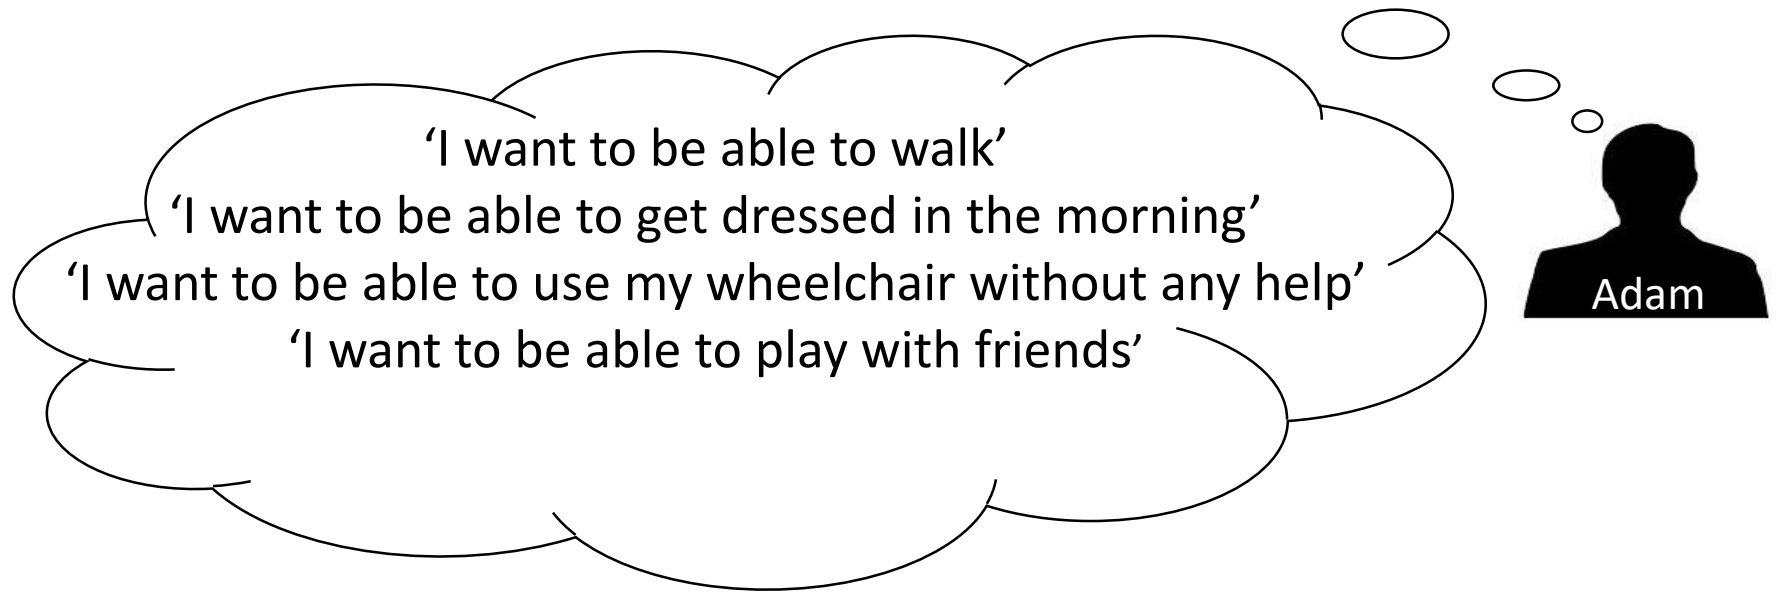 ‘I want to be able to walk’
‘I want to be able to get dressed in the morning’
‘I want to be able to use my wheelchair without any help’
‘I want to be able to play with friends’
Adam